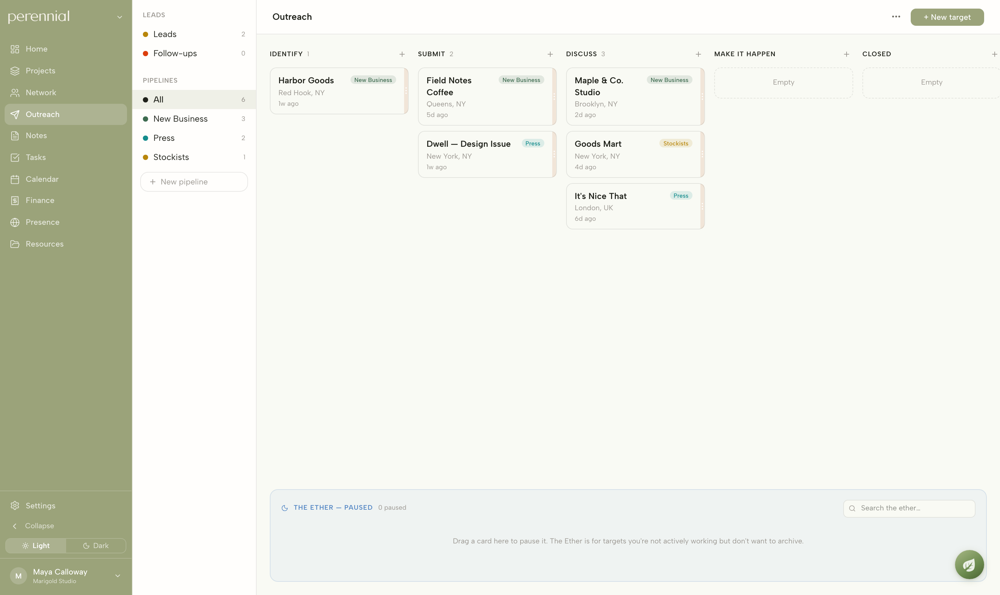 perennial
Home
Projects
Network
Outreach
Notes
Tasks
Calendar
Finance
Presence
Resources
Settings
Collapse
Light
Dark
M
Maya Calloway
Marigold Studio
LEADS
Leads 2
Follow-ups 0
PIPELINES
All 6
New Business 3
Press 2
Stockists 1
+ New pipeline
Outreach
+ New target
IDENTIFY 1 +
Harbor Goods
New Business
Red Hook, NY
1w ago
SUBMIT 2 +
Field Notes
Coffee
New Business
Queens, NY
5d ago
Dwell — Design Issue
Press
New York, NY
1w ago
DISCUSS 3 +
Maple & Co.
Studio
New Business
Brooklyn, NY
2d ago
Goods Mart
Stockists
New York, NY
4d ago
It's Nice That
Press
London, UK
6d ago
MAKE IT HAPPEN +
Empty
CLOSED +
Empty
THE ETHER — PAUSED 0 paused
Search the ether...
Drag a card here to pause it. The Ether is for targets you're not actively working but don't want to archive.